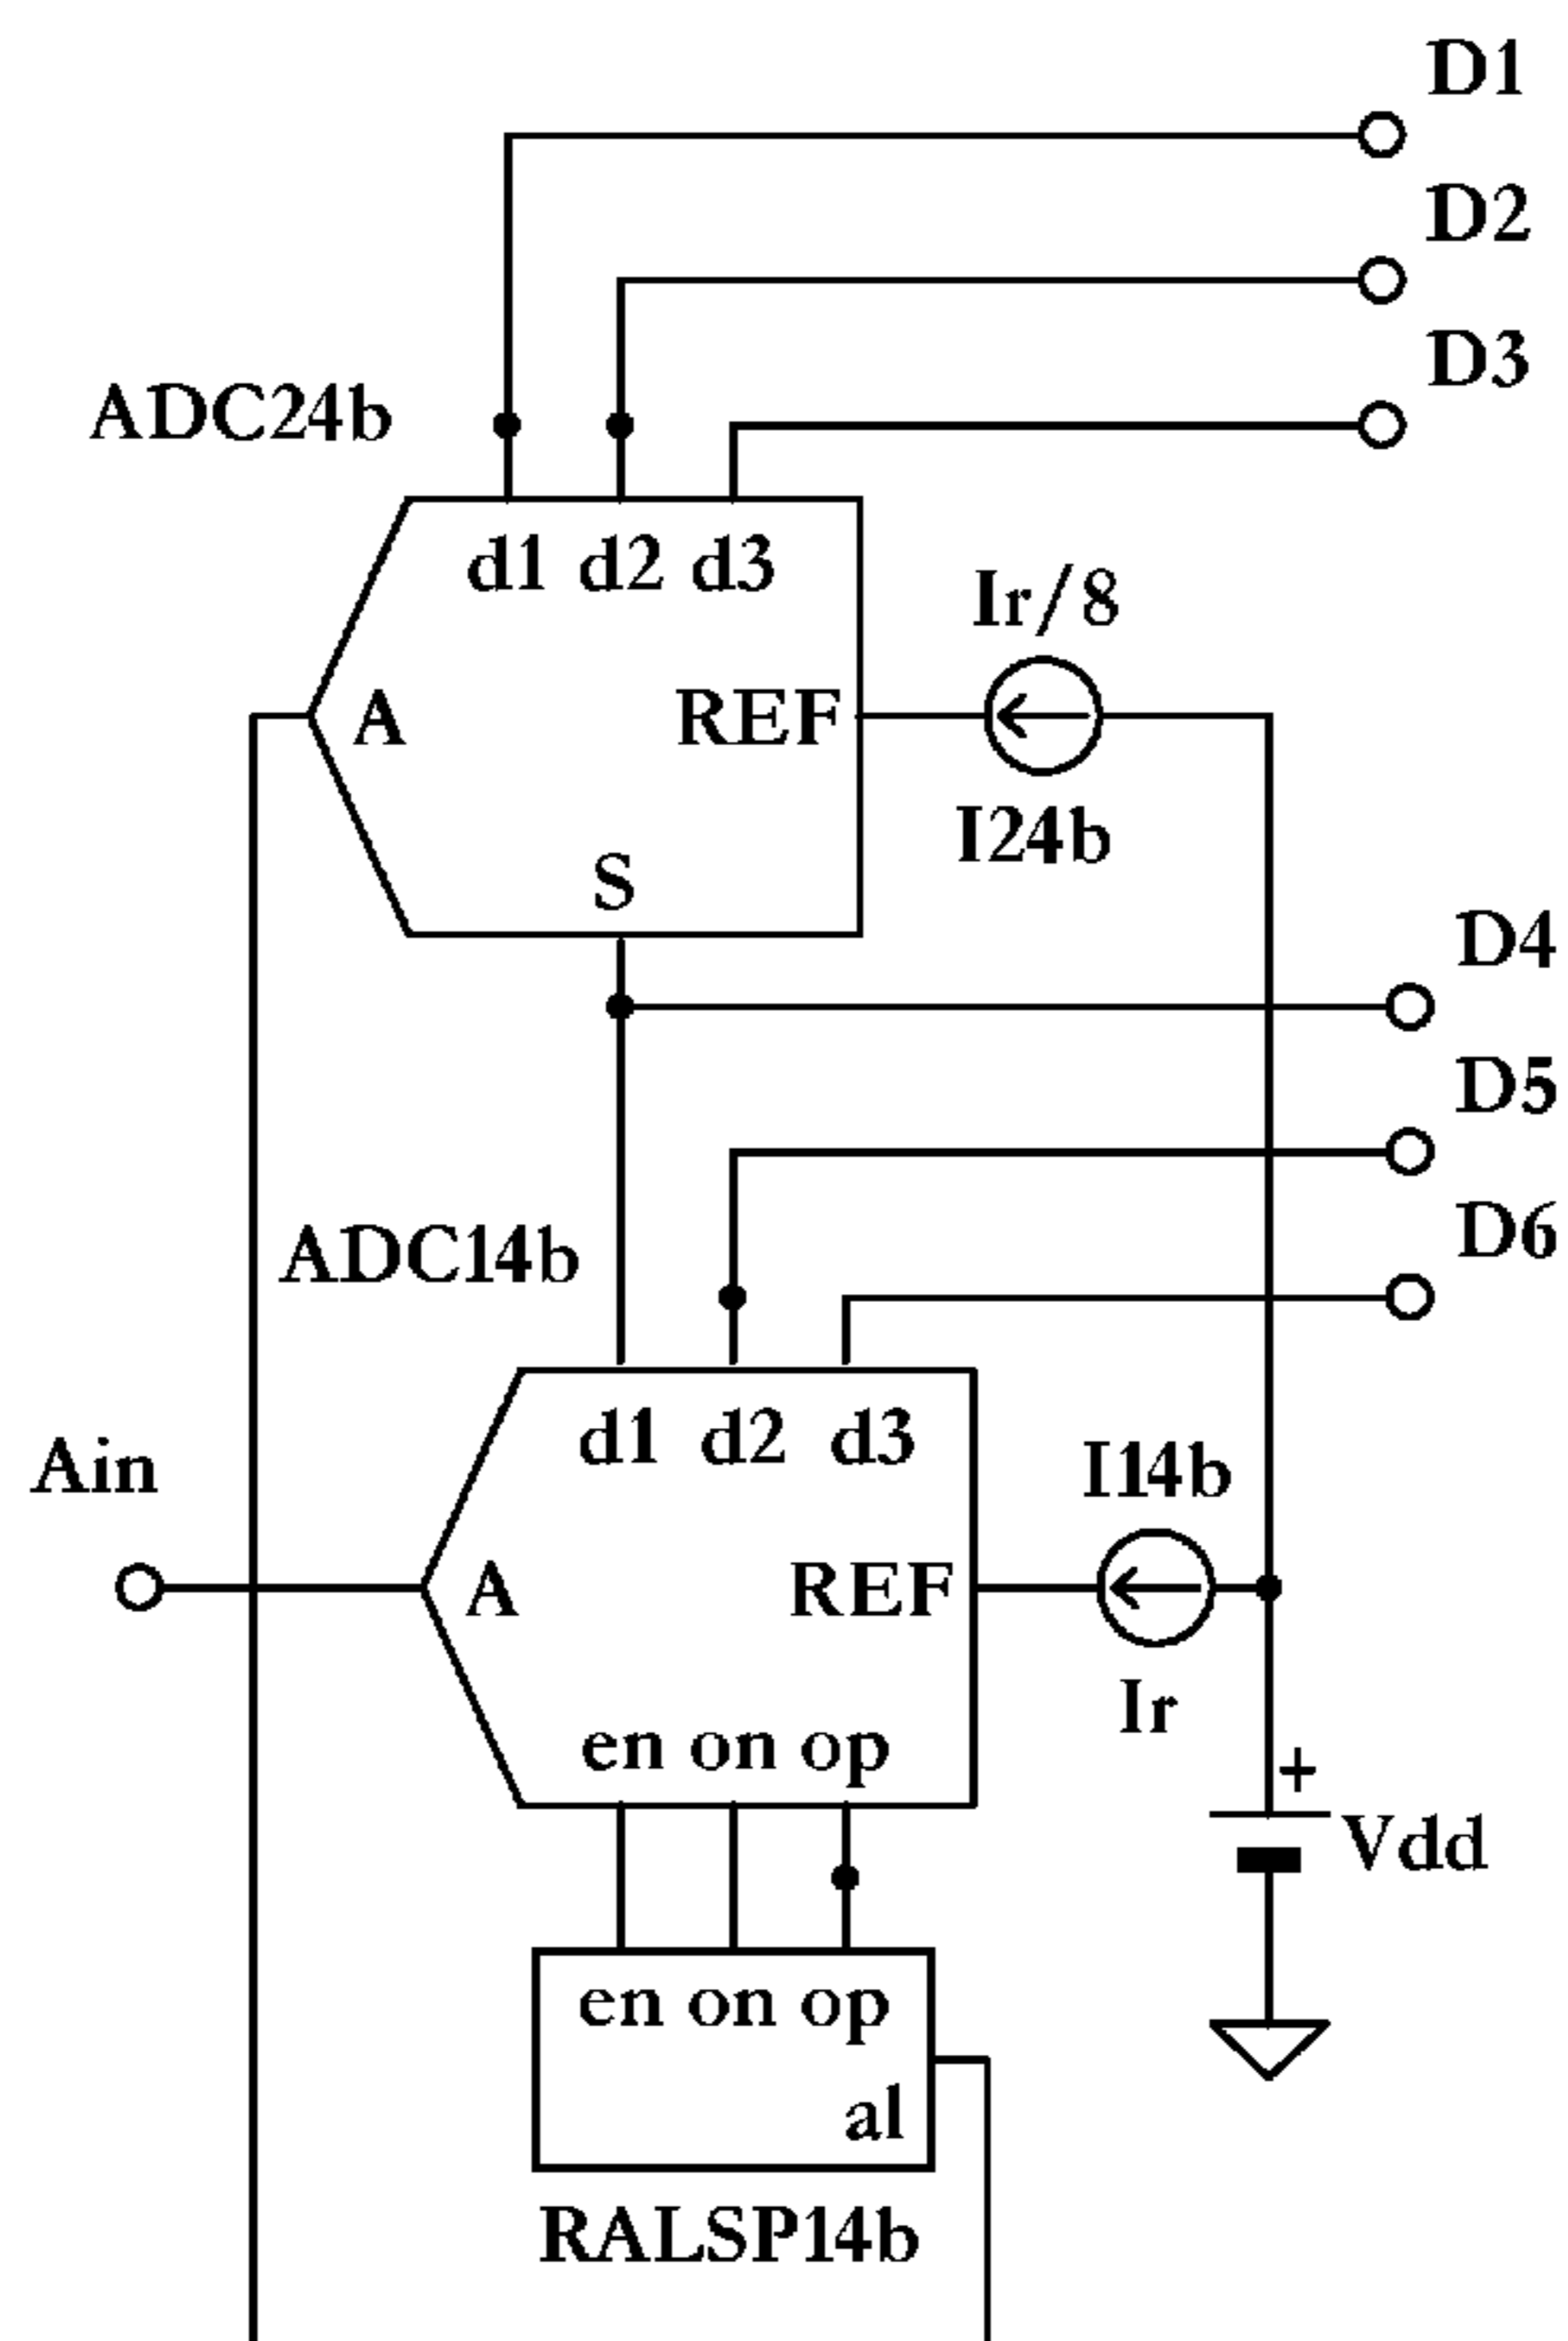 D1
D2
D3
ADC24b
d1 d2 d3
Ir/8
A REF
I24b
S
D4
D5
D6
ADC14b
d1 d2 d3
Ain
I14b
A REF
Ir
en on op
+
Vdd
en on op
al
RALSP14b